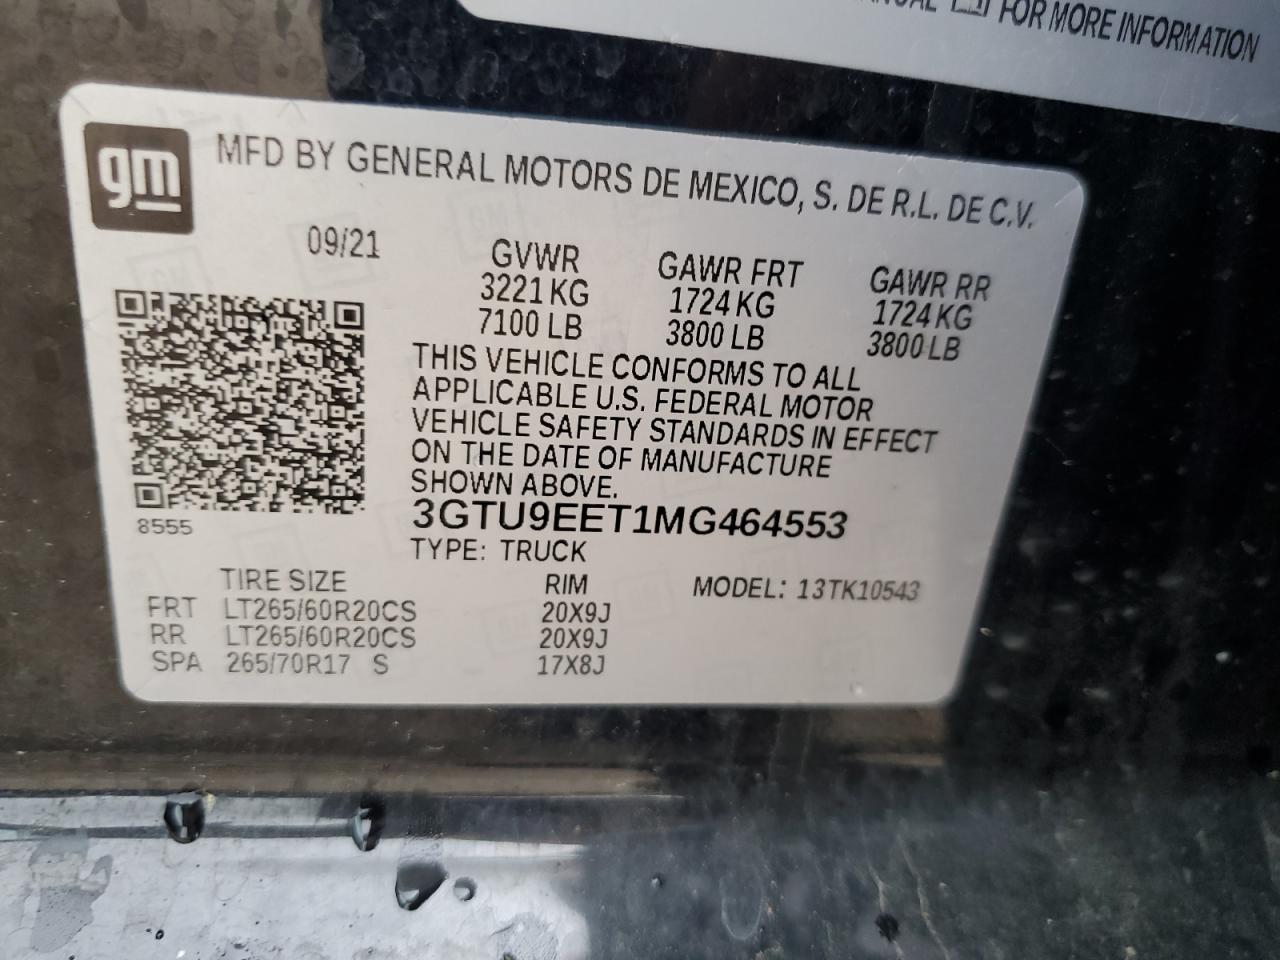 MANUAL FOR MORE INFORMATION
gm
MFD BY GENERAL MOTORS DE MEXICO, S. DE R.L. DE C.V.
09/21
GVWR GAWR FRT GAWR RR
3221 KG 1724 KG 1724 KG
7100 LB 3800 LB 3800 LB
THIS VEHICLE CONFORMS TO ALL
APPLICABLE U.S. FEDERAL MOTOR
VEHICLE SAFETY STANDARDS IN EFFECT
ON THE DATE OF MANUFACTURE
SHOWN ABOVE.
8555
3GTU9EET1MG464553
TYPE: TRUCK
TIRE SIZE RIM MODEL: 13TK10543
FRT LT265/60R20CS 20X9J
RR LT265/60R20CS 20X9J
SPA 265/70R17 S 17X8J